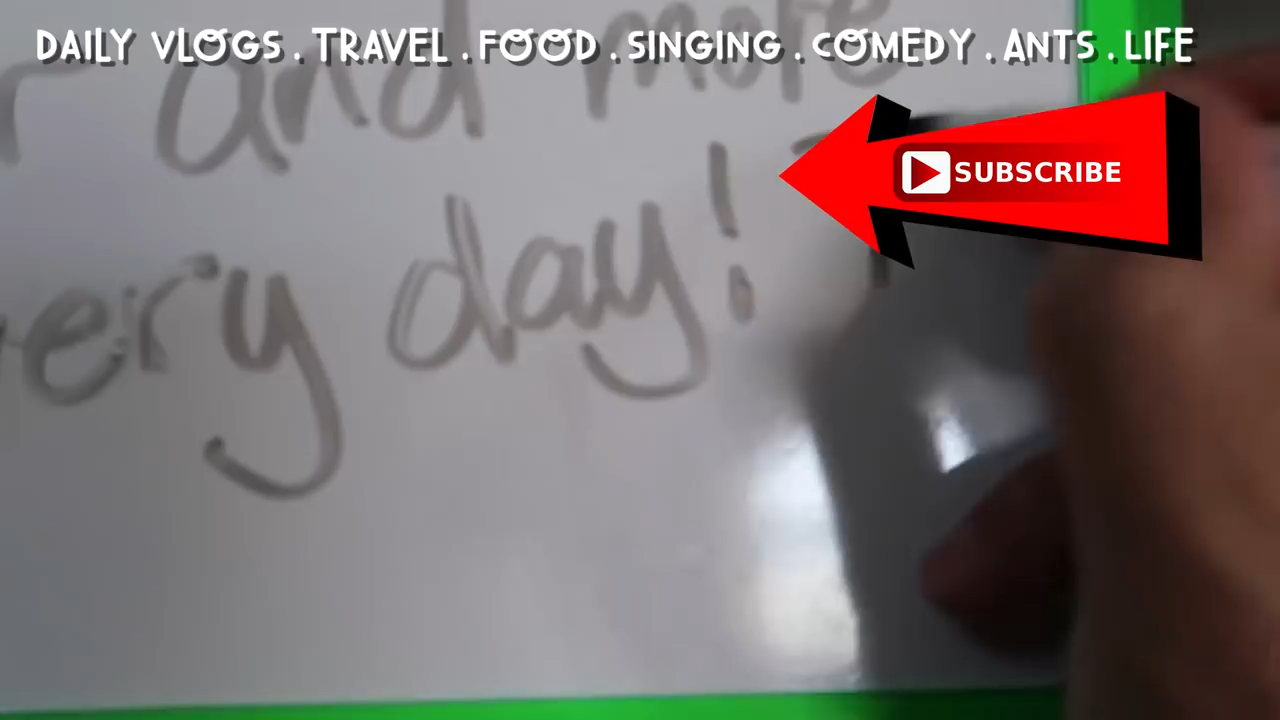 DAILY VLOGS . TRAVEL . FOOD . SINGING . COMEDY . ANTS . LIFE
and more
SUBSCRIBE
day!